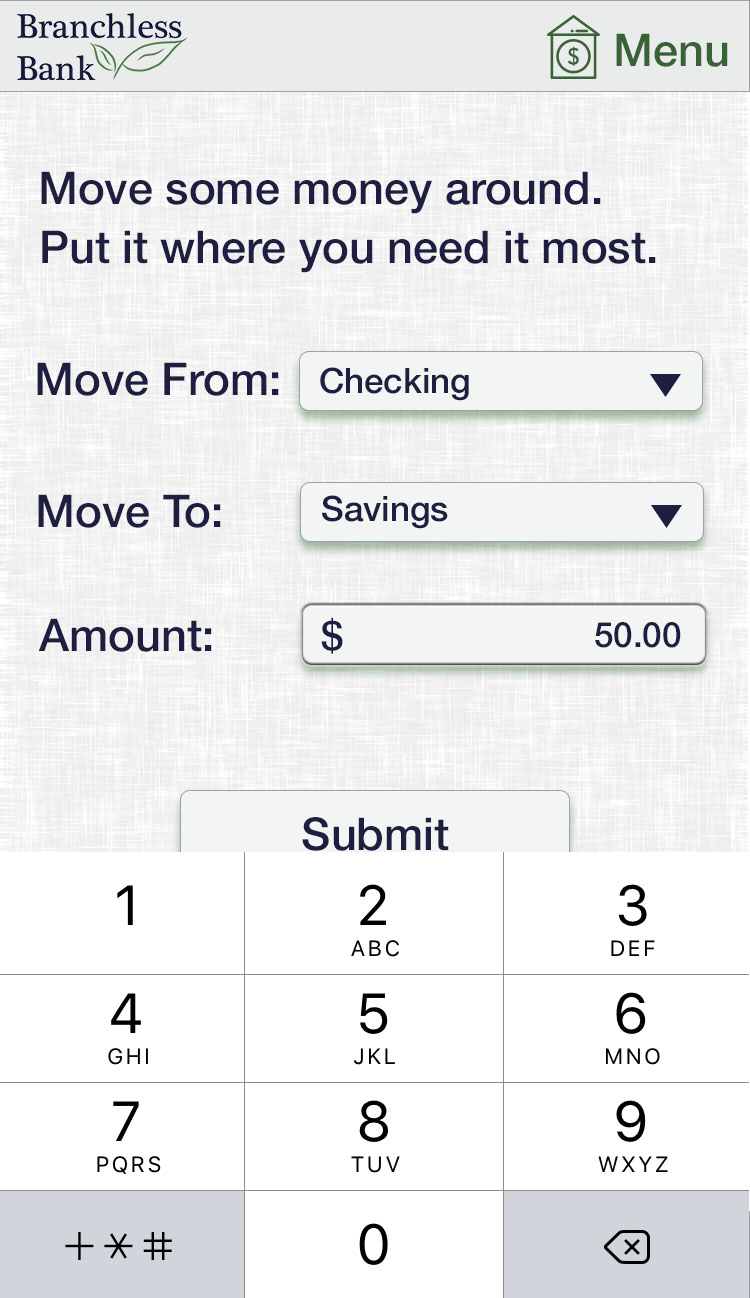 Branchless
Bank
$ Menu
Move some money around.
Put it where you need it most.
Move From: Checking
Move To: Savings
Amount: $ 50.00
Submit
1 2 3
ABC DEF
4 5 6
GHI JKL MNO
7 8 9
PQRS TUV WXYZ
+*# 0